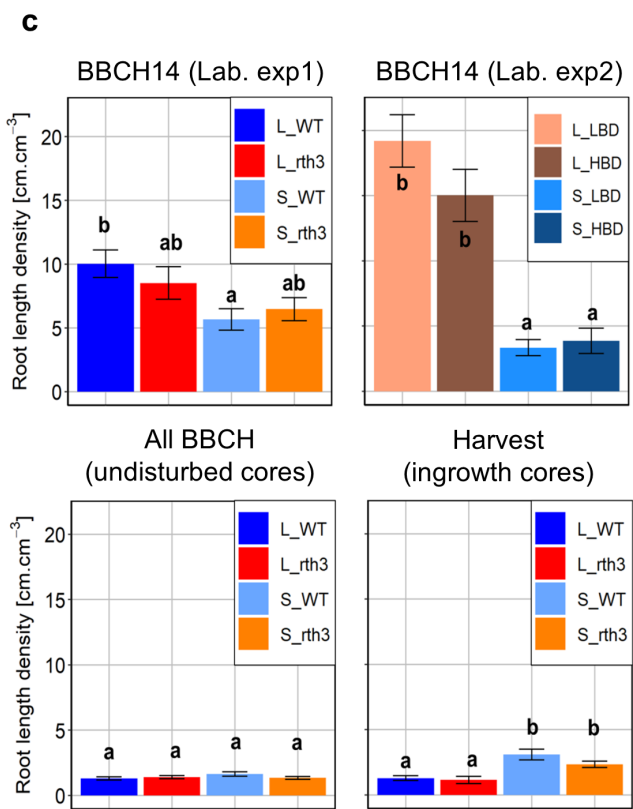 c
BBCH14 (Lab. exp1)
BBCH14 (Lab. exp2)
Root length density [cm.cm⁻³]
20
15
10
5
0
L_WT
L_rth3
S_WT
S_rth3
b
ab
a
ab
L_LBD
L_HBD
S_LBD
S_HBD
b
b
a
a
All BBCH
(undisturbed cores)
Harvest
(ingrowth cores)
Root length density [cm.cm⁻³]
20
15
10
5
0
L_WT
L_rth3
S_WT
S_rth3
a
a
a
a
L_WT
L_rth3
S_WT
S_rth3
a
a
b
b